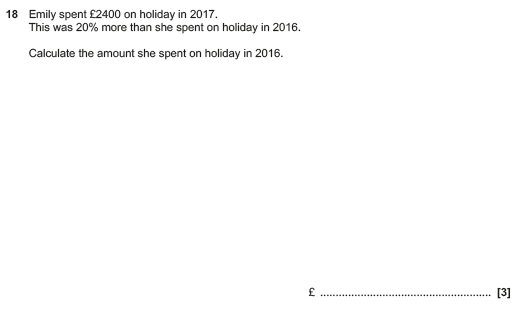 18 Emily spent £2400 on holiday in 2017.
This was 20% more than she spent on holiday in 2016.
Calculate the amount she spent on holiday in 2016.
£ ....................................................... [3]